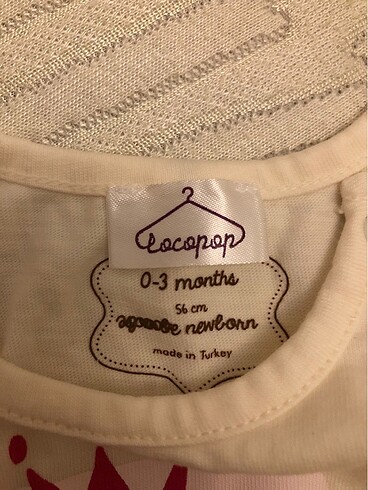 Locopop
0-3 months
56 cm
newborn
made in Turkey